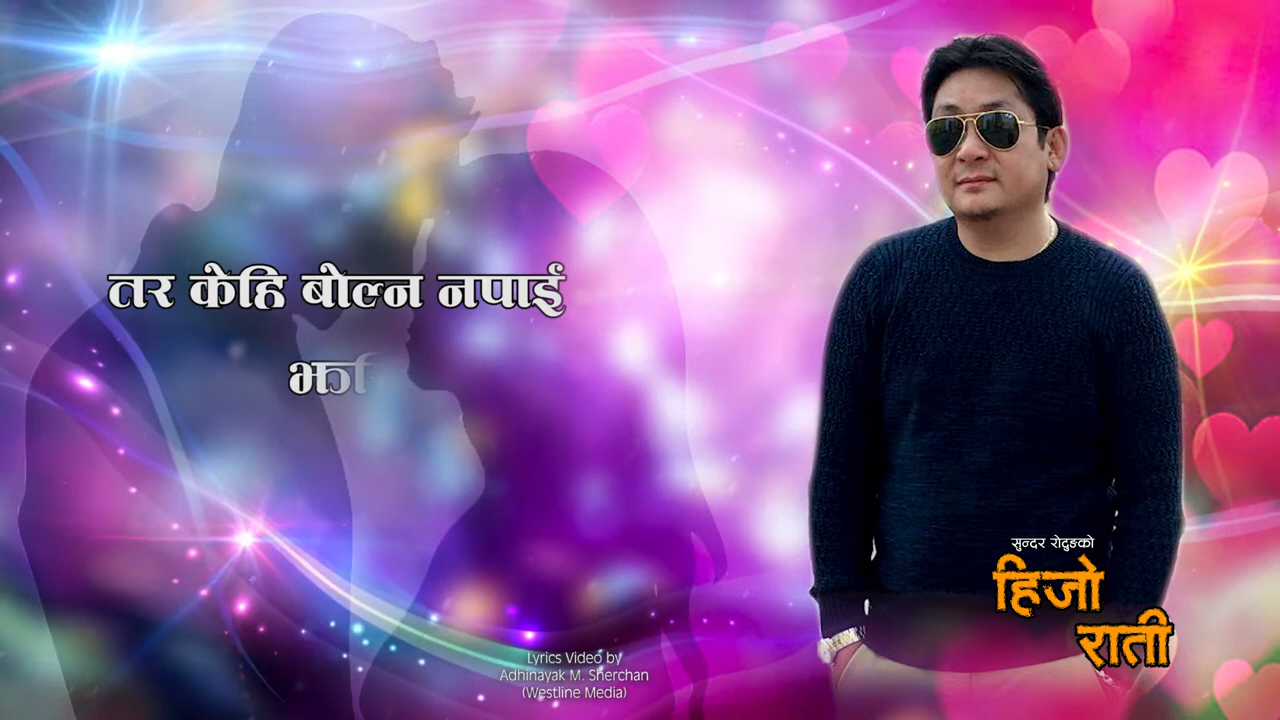 तर केहि बोल्न नपाई
सुन्दर रोदुङको
हिजो
राती
Lyrics Video by
Adhinayak M. Sherchan
(Westline Media)